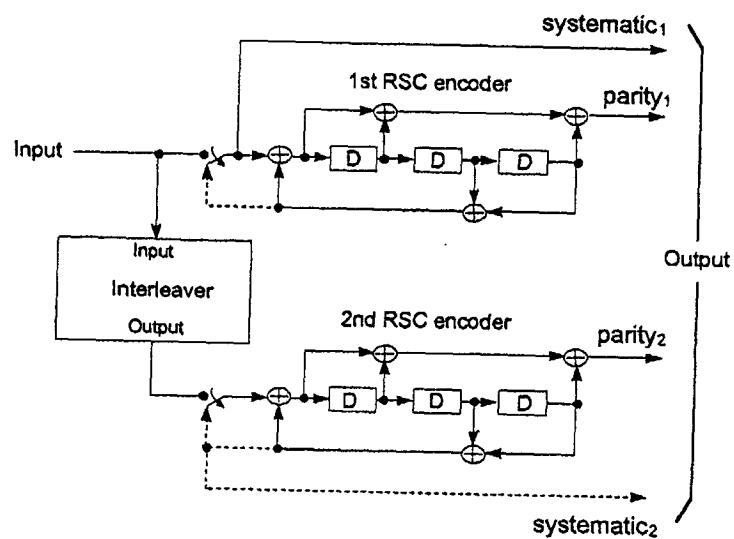 systematic₁
1st RSC encoder
parity₁
Input
D
D
D
Input
Interleaver
Output
Output
2nd RSC encoder
parity₂
D
D
D
systematic₂